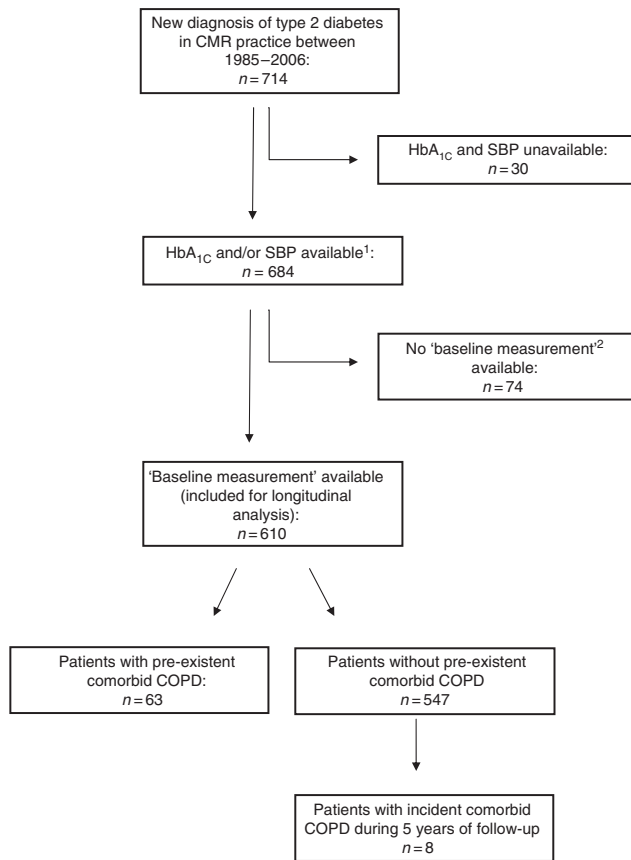 New diagnosis of type 2 diabetes
in CMR practice between
1985–2006:
n=714
HbA1C and SBP unavailable:
n=30
HbA1C and/or SBP available1:
n = 684
No ‘baseline measurement’2
available:
n=74
‘Baseline measurement’ available
(included for longitudinal
analysis):
n=610
Patients with pre-existent
comorbid COPD:
n=63
Patients without pre-existent
comorbid COPD
n=547
Patients with incident comorbid
COPD during 5 years of follow-up
n=8